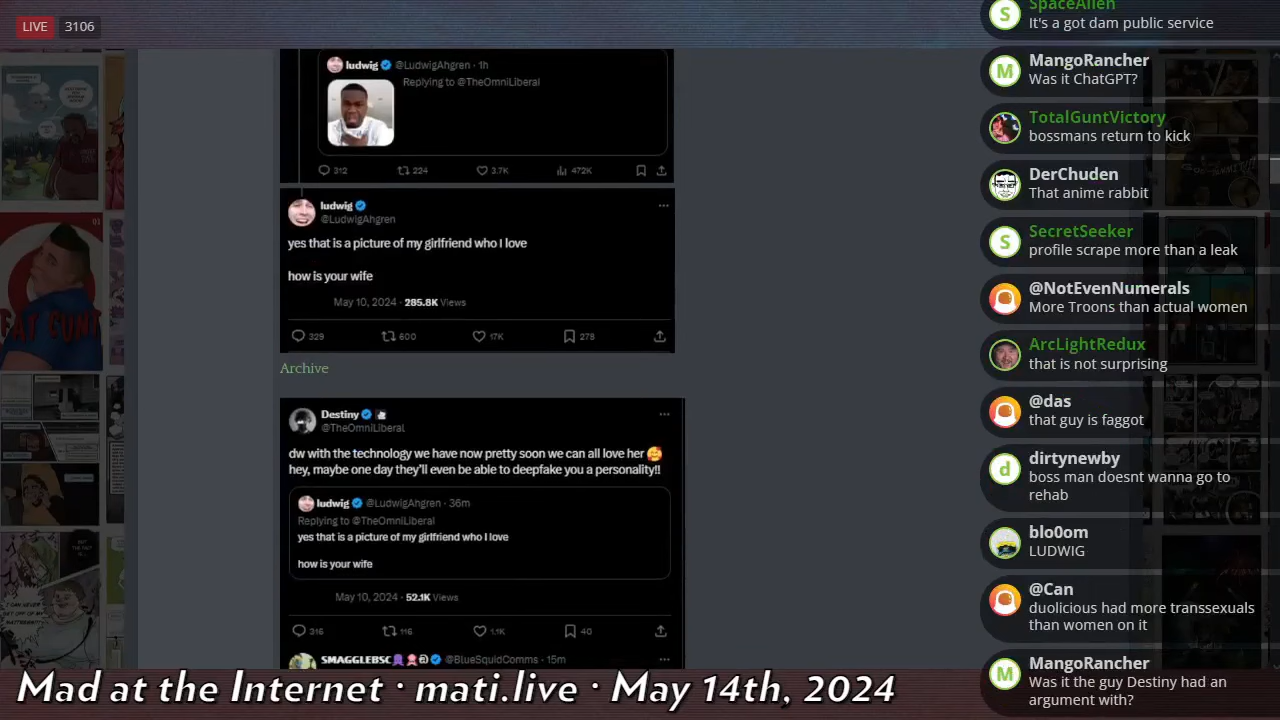 LIVE 3106
ludwig @LudwigAhgren · 1h
Replying to @TheOmniLiberal
312 224 3.7K 472K
ludwig
@LudwigAhgren
yes that is a picture of my girlfriend who I love
how is your wife
May 10, 2024 · 285.8K Views
329 600 17K 278
Archive
Destiny
@TheOmniLiberal
dw with the technology we have now pretty soon we can all love her 🥰
hey, maybe one day they'll even be able to deepfake you a personality!!
ludwig @LudwigAhgren · 36m
Replying to @TheOmniLiberal
yes that is a picture of my girlfriend who I love
how is your wife
May 10, 2024 · 52.1K Views
316 116 1.1K 40
SMAGGLEBSC @BlueSquidComms · 15m
SpaceAlien
It's a got dam public service
MangoRancher
Was it ChatGPT?
TotalGuntVictory
bossmans return to kick
DerChuden
That anime rabbit
SecretSeeker
profile scrape more than a leak
@NotEvenNumerals
More Troons than actual women
ArcLightRedux
that is not surprising
@das
that guy is faggot
dirtynewby
boss man doesnt wanna go to
rehab
blo0om
LUDWIG
@Can
duolicious had more transsexuals
than women on it
MangoRancher
Was it the guy Destiny had an
argument with?
Mad at the Internet · mati.live · May 14th, 2024